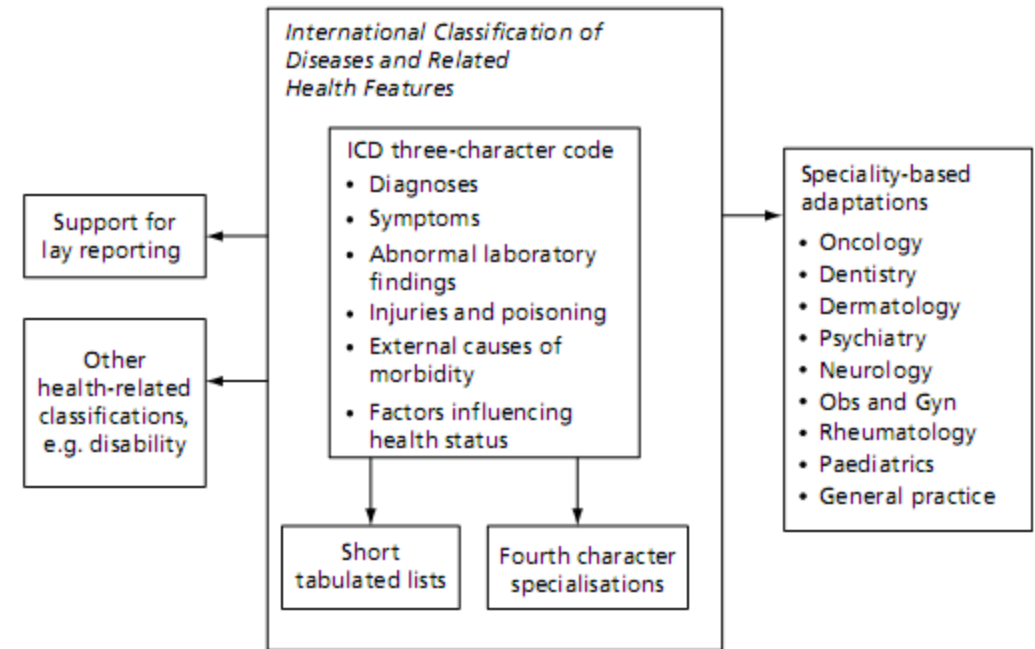 International Classification of
Diseases and Related
Health Features
ICD three-character code
• Diagnoses
• Symptoms
• Abnormal laboratory
findings
• Injuries and poisoning
• External causes of
morbidity
• Factors influencing
health status
Support for
lay reporting
Other
health-related
classifications,
e.g. disability
Short
tabulated lists
Fourth character
specialisations
Speciality-based
adaptations
• Oncology
• Dentistry
• Dermatology
• Psychiatry
• Neurology
• Obs and Gyn
• Rheumatology
• Paediatrics
• General practice